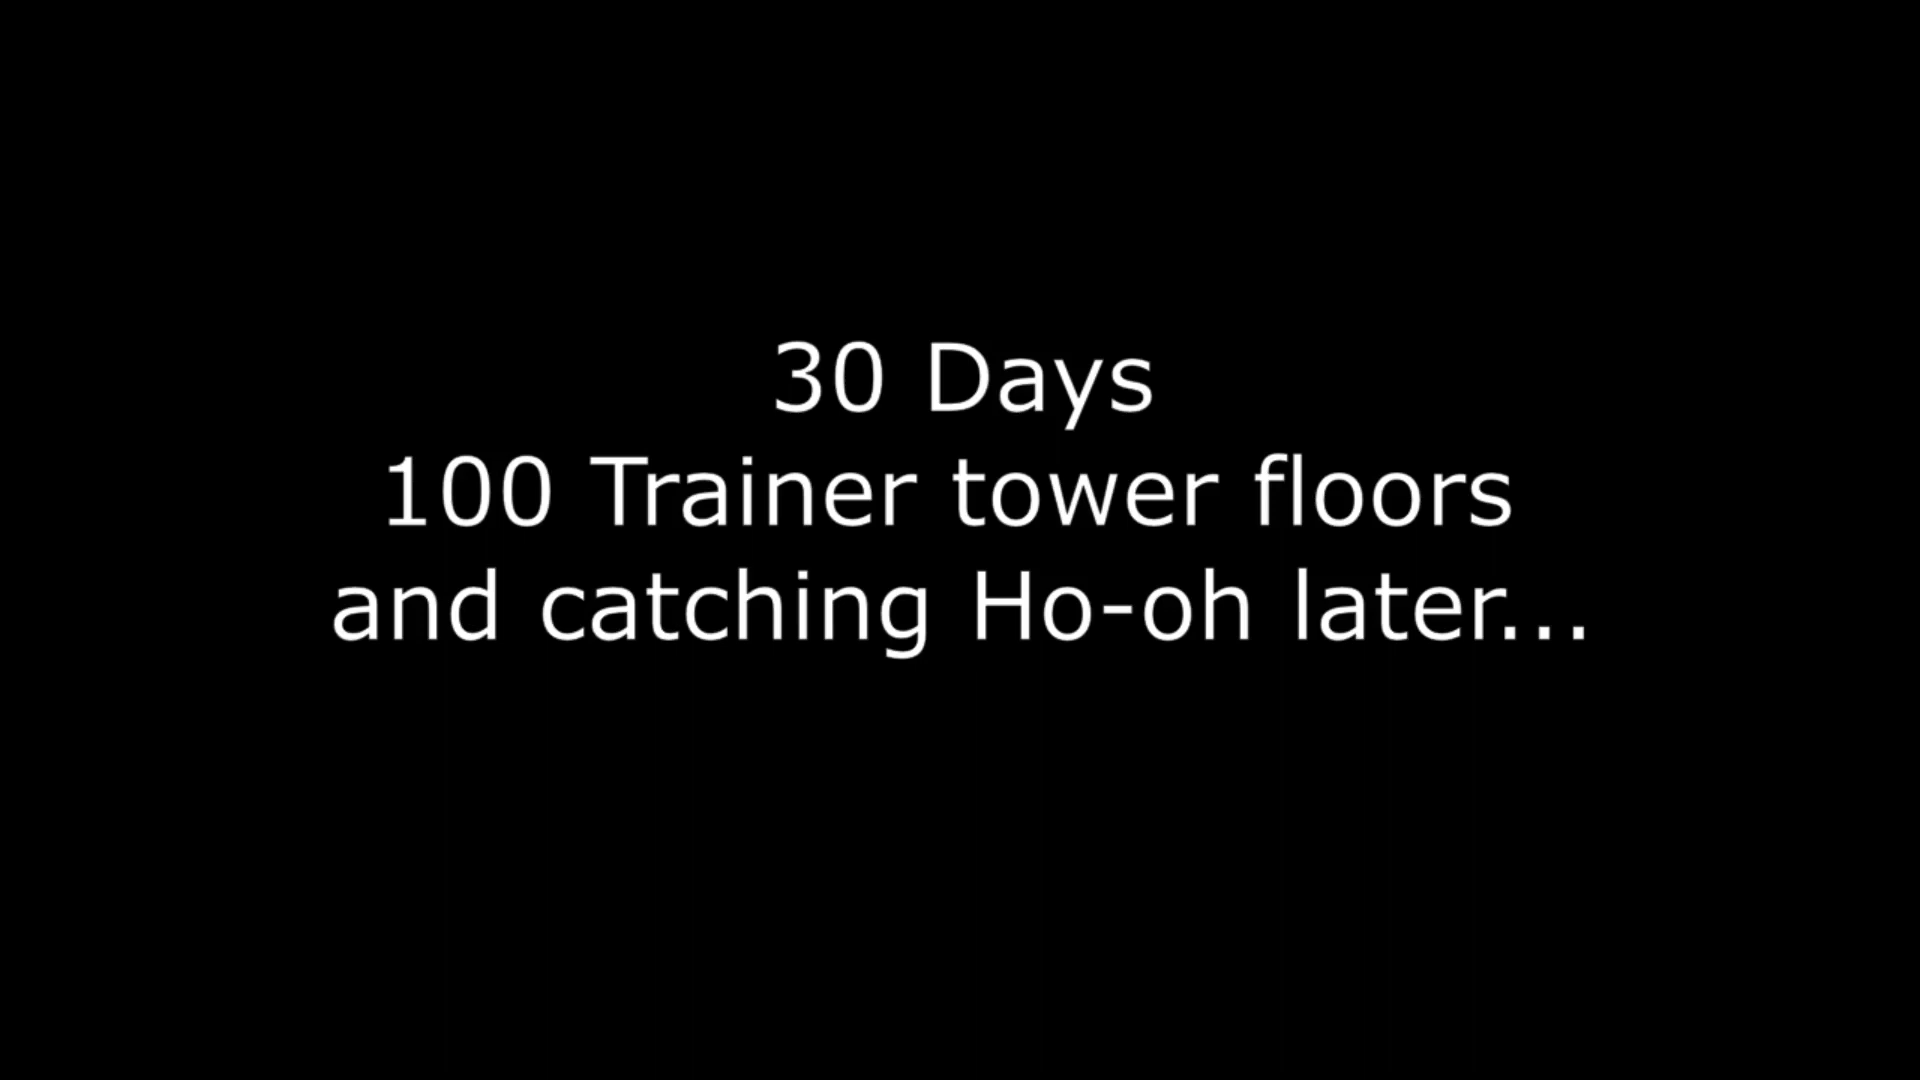 30 Days
100 Trainer tower floors
and catching Ho-oh later...